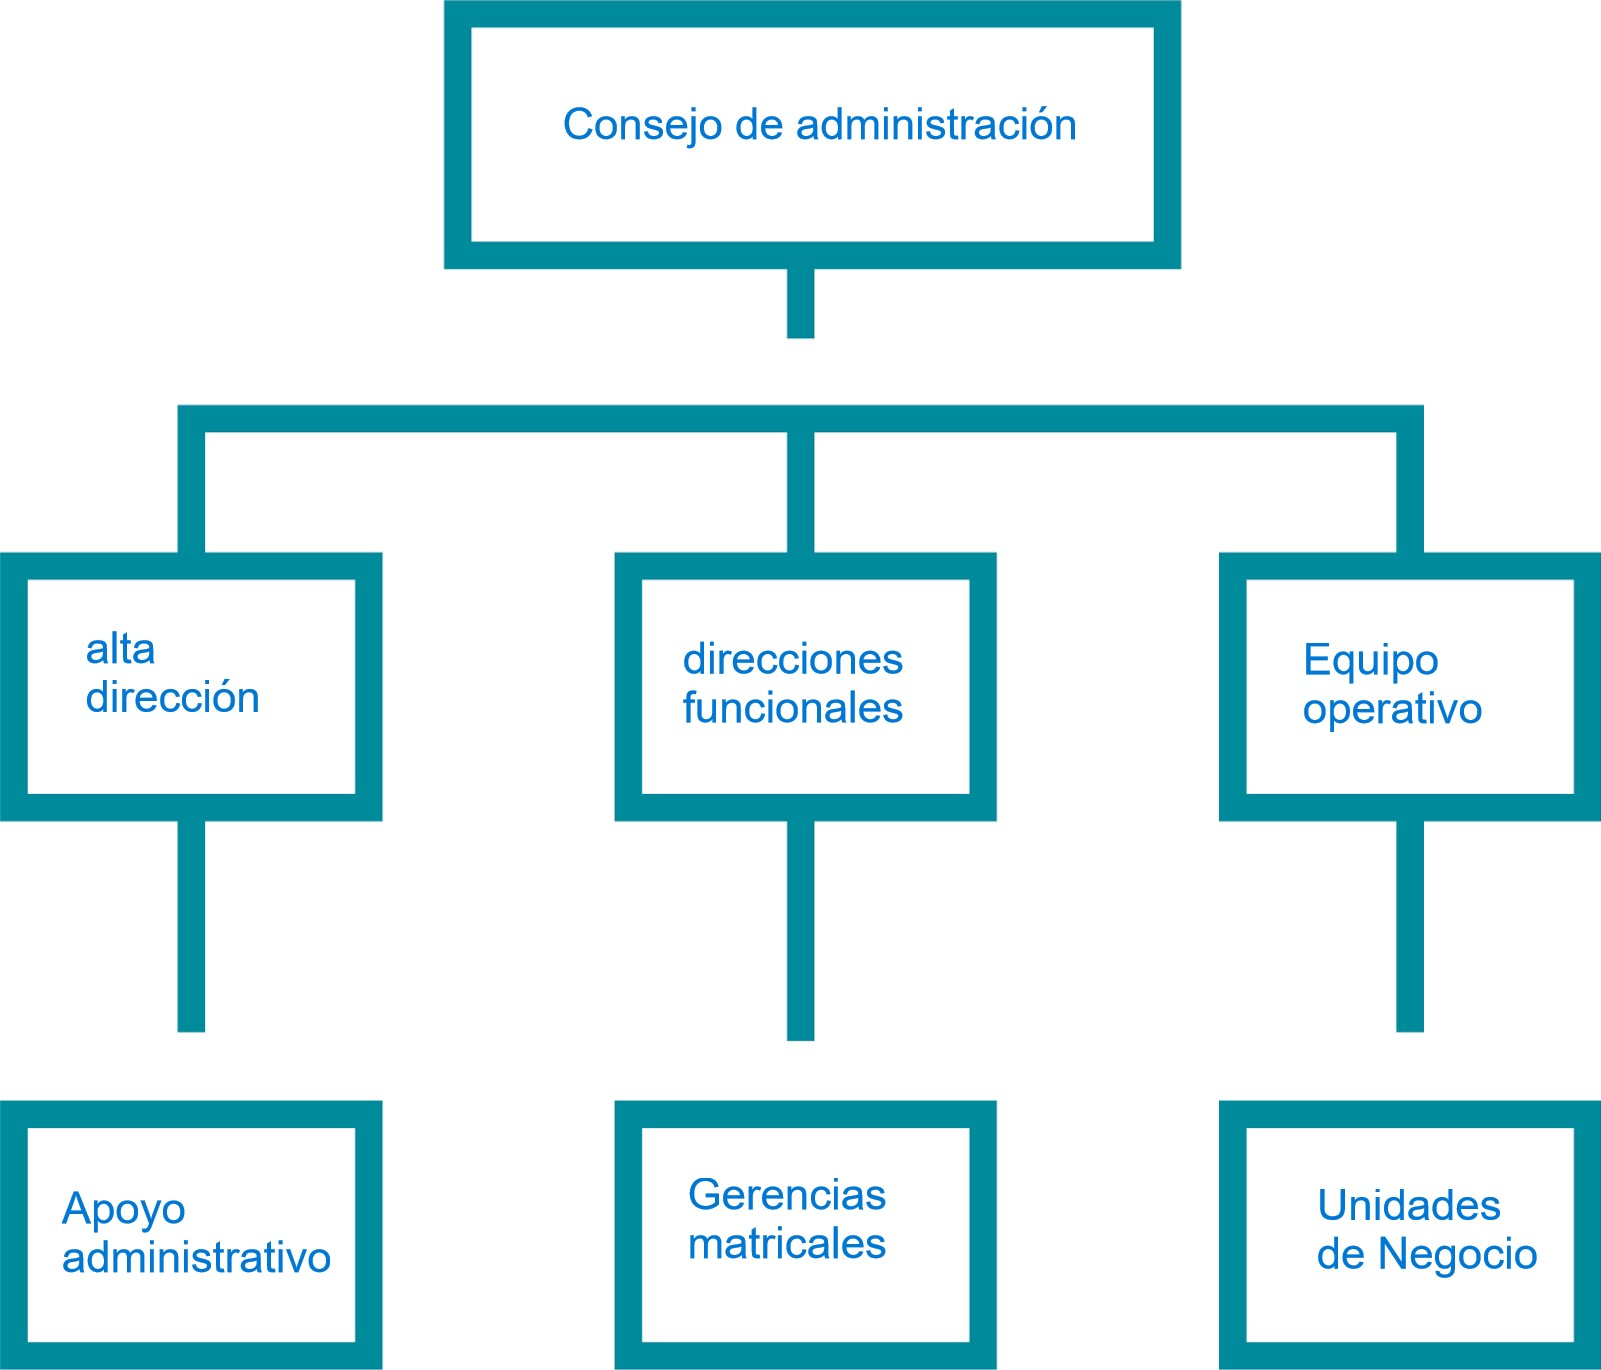 Consejo de administración
alta
dirección
direcciones
funcionales
Equipo
operativo
Apoyo
administrativo
Gerencias
matricales
Unidades
de Negocio